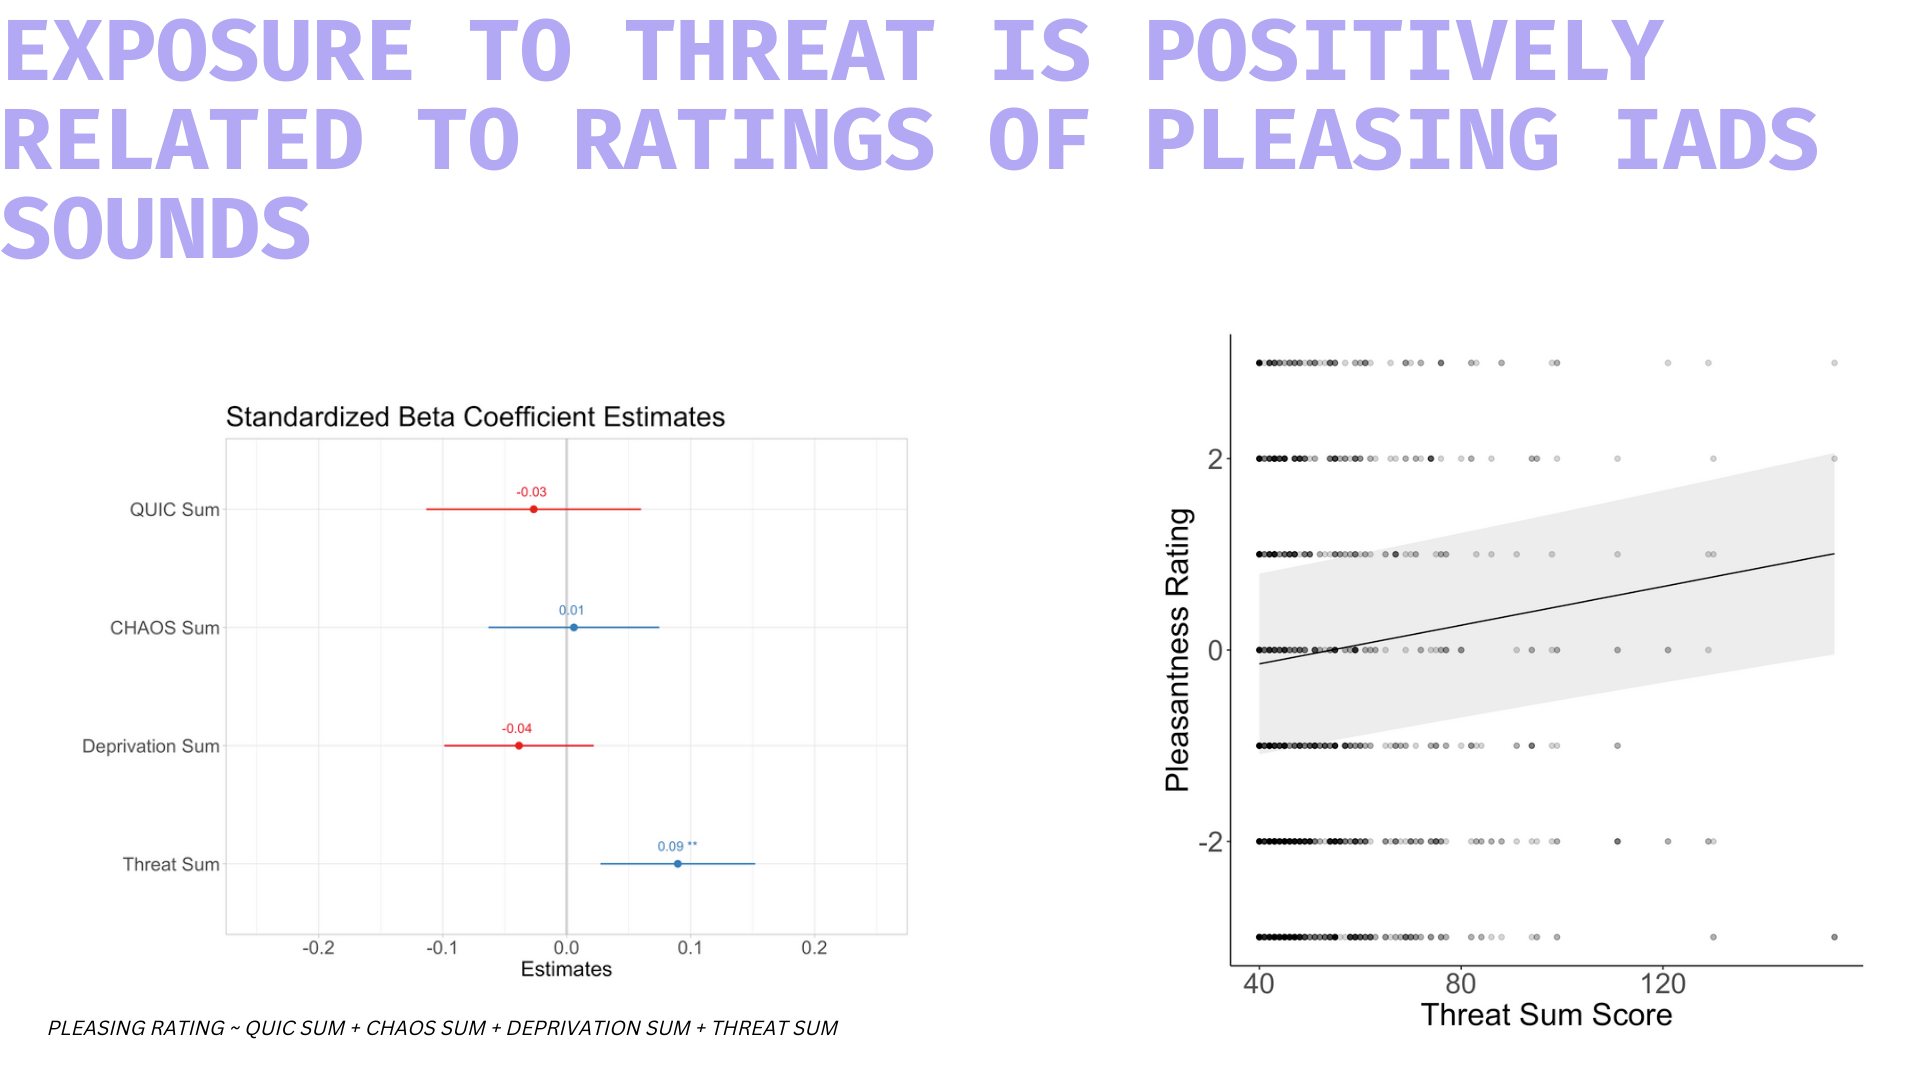 EXPOSURE TO THREAT IS POSITIVELY
RELATED TO RATINGS OF PLEASING IADS
SOUNDS
Standardized Beta Coefficient Estimates
QUIC Sum
-0.03
CHAOS Sum
0.01
Deprivation Sum
-0.04
Threat Sum
0.09 **
-0.2 -0.1 0.0 0.1 0.2
Estimates
PLEASING RATING ~ QUIC SUM + CHAOS SUM + DEPRIVATION SUM + THREAT SUM
Pleasantness Rating
2
0
-2
40 80 120
Threat Sum Score